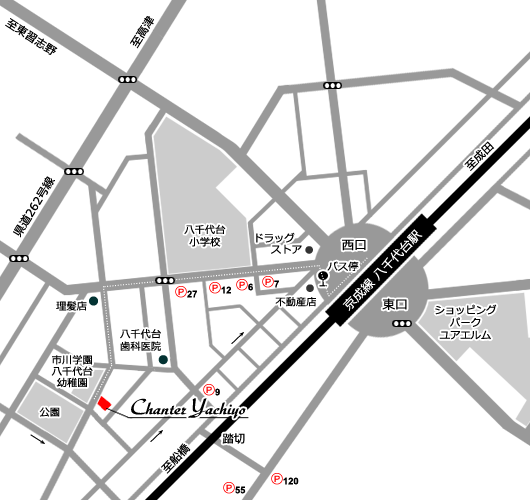 至東習志野
至高津
県道262号線
至成田
八千代台
小学校
ドラッグ
ストア
西口
バス停
京成線 八千代台駅
P27
P12
P6
P7
不動産店
東口
理髪店
ショッピング
パーク
ユアエルム
八千代台
歯科医院
市川学園
八千代台
幼稚園
公園
P9
Chanter Yachiyo
踏切
至船橋
P55
P120